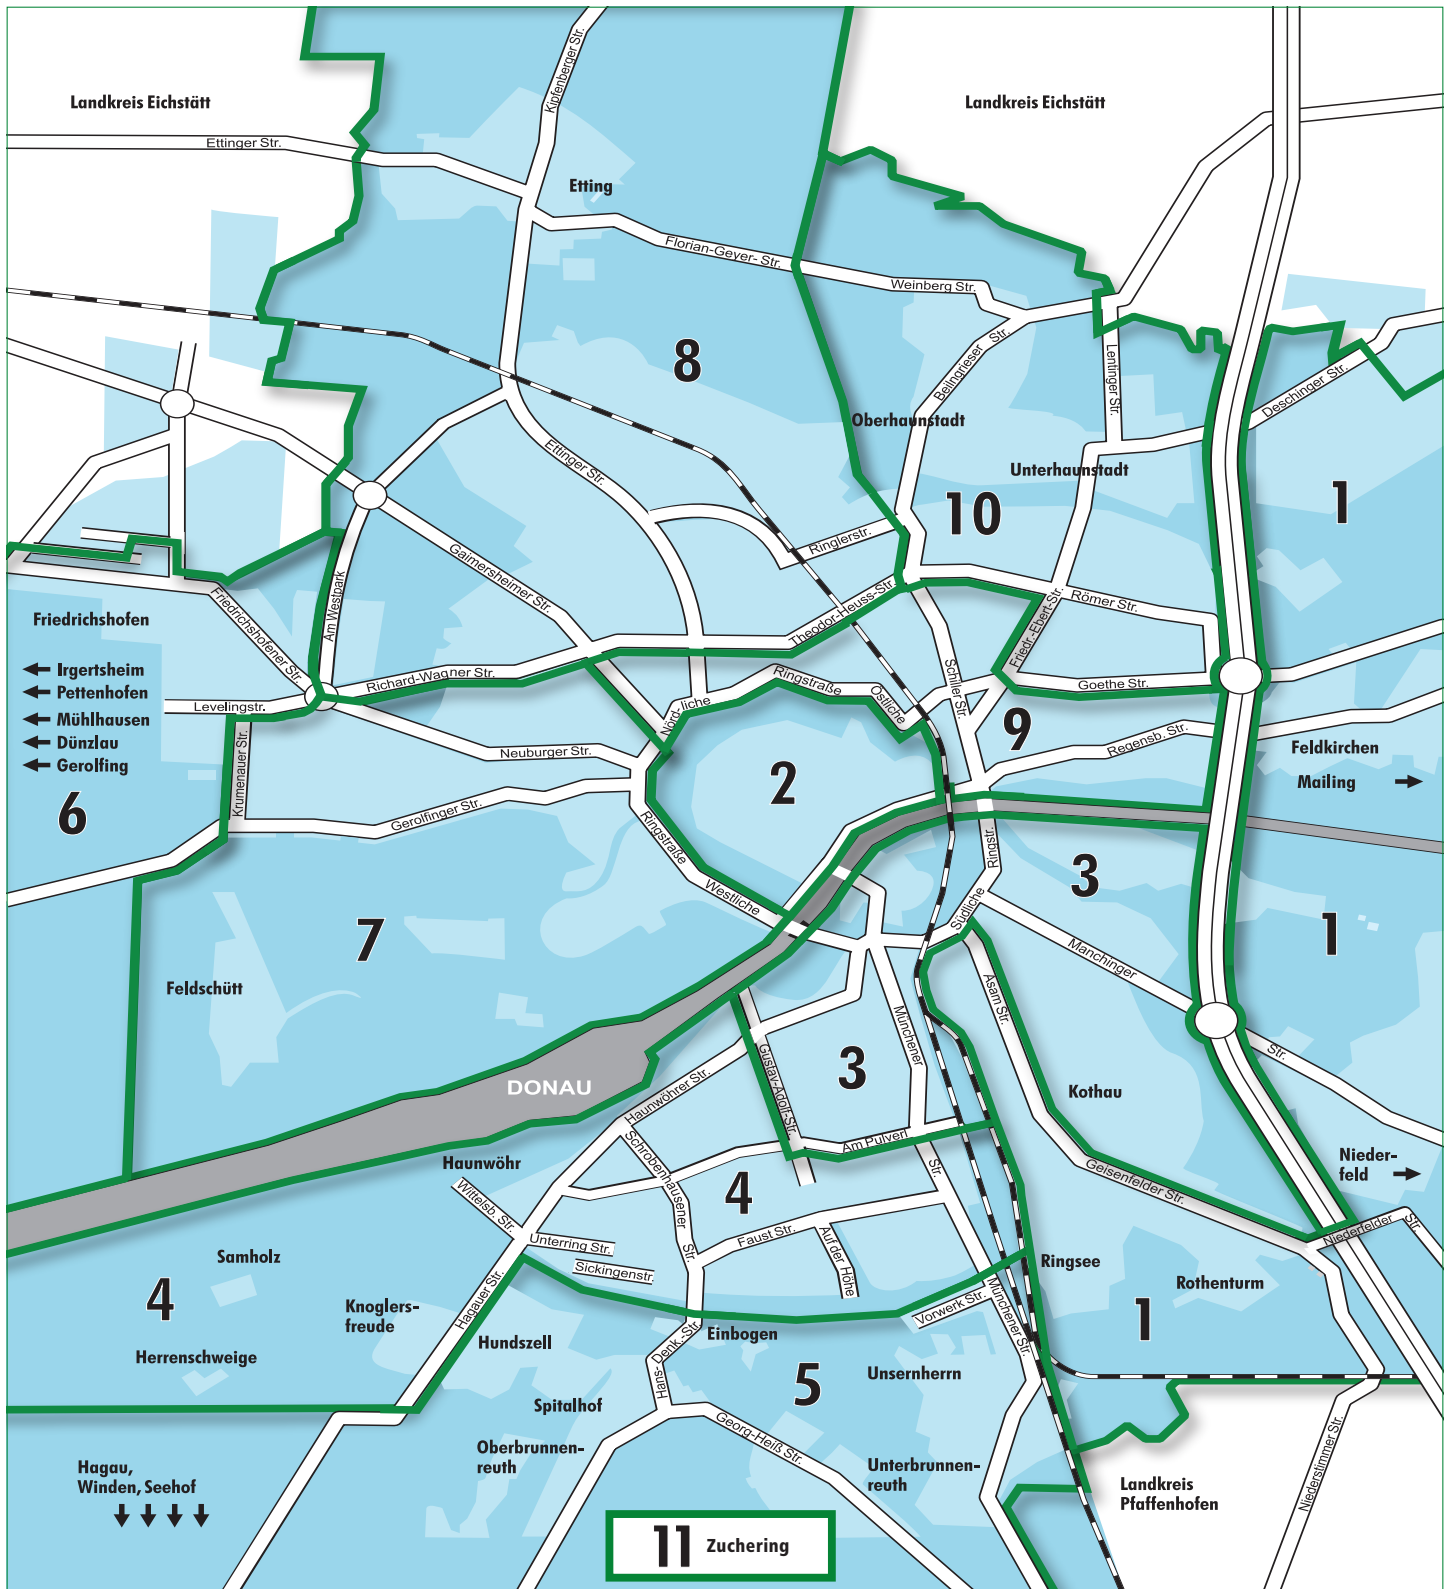 Landkreis Eichstätt
Landkreis Eichstätt
Kipfenberger Str.
Ettinger Str.
Etting
Florian-Geyer- Str.
Weinberg Str.
8
Beilngrieser Str.
Lentinger Str.
Deschinger Str.
Oberhaunstadt
Ettinger Str.
Unterhaunstadt
10
1
Ringlerstr.
Gaimersheimer Str.
Am Westpark
Friedrichshofener Str.
Theodor-Heuss-Str.
Friedr.-Ebert-Str.
Römer Str.
Friedrichshofen
Irgertsheim
Pettenhofen
Mühlhausen
Dünzlau
Gerolfing
6
Levelingstr.
Richard-Wagner Str.
Ringstraße
Nörd- liche
Östliche
Schiller Str.
Goethe Str.
9
Regensb. Str.
Feldkirchen
Mailing
Neuburger Str.
Krumenauer Str.
Gerolfinger Str.
2
Ringstraße
Westliche
Ringstr.
Südliche
3
Manchinger
Str.
1
7
Feldschütt
Asam Str.
Münchener
Str.
3
Gustav-Adolf-Str.
DONAU
Haunwöhrer Str.
Kothau
Am Pulverl
Haunwöhr
Schrobenhausener
Str.
Geisenfelder Str.
Nieder-
feld
4
Wittelsb. Str.
Unterring Str.
Sickingenstr.
Faust Str.
Auf der Höhe
Niederfelder
Str.
Samholz
4
Ringsee
Rothenturm
Knoglers-
freude
Hagauer Str.
Vorwerk Str.
Münchener Str.
1
Herrenschweige
Hundszell
Einbogen
Hans-
Denk.-Str.
5
Unsernherrn
Spitalhof
Georg-Heiß Str.
Oberbrunnen-
reuth
Unterbrunnen-
reuth
Niederstimmer Str.
Hagau,
Winden, Seehof
Landkreis
Pfaffenhofen
11 Zuchering